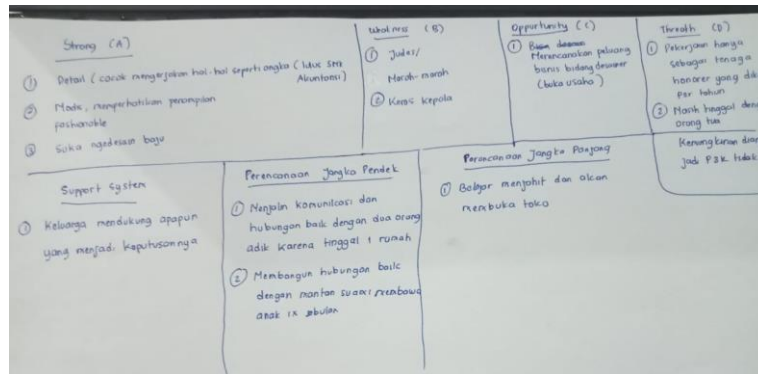 Strong (A)
① Detail (cocok mengerjakan hal-hal seperti angka (lulus SMK
Akuntansi)
② Modis, memperhatikan penampilan
fashionable
③ Suka ngedesain baju
(B)
① Judes/
Marah-marah
② Keras kepala
Opportunity (C)
① Merencanakan peluang
bisnis bidang desainer
(buka usaha)
Threath (D)
① Pekerjaan hanya
sebagai tenaga
honorer yang di
per tahun
② Masih tinggal
orang tua
Kemungkinan
jadi P3K tidak
Support System
① Keluarga mendukung apapun
yang menjadi keputusannya
Perencanaan Jangka Pendek
① Menjalin komunikasi dan
hubungan baik dengan dua orang
adik karena tinggal 1 rumah
② Membangun hubungan baik
dengan mantan suami membawa
anak 1x sebulan
Perencanaan Jangka Panjang
① Belajar menjahit dan akan
membuka toko